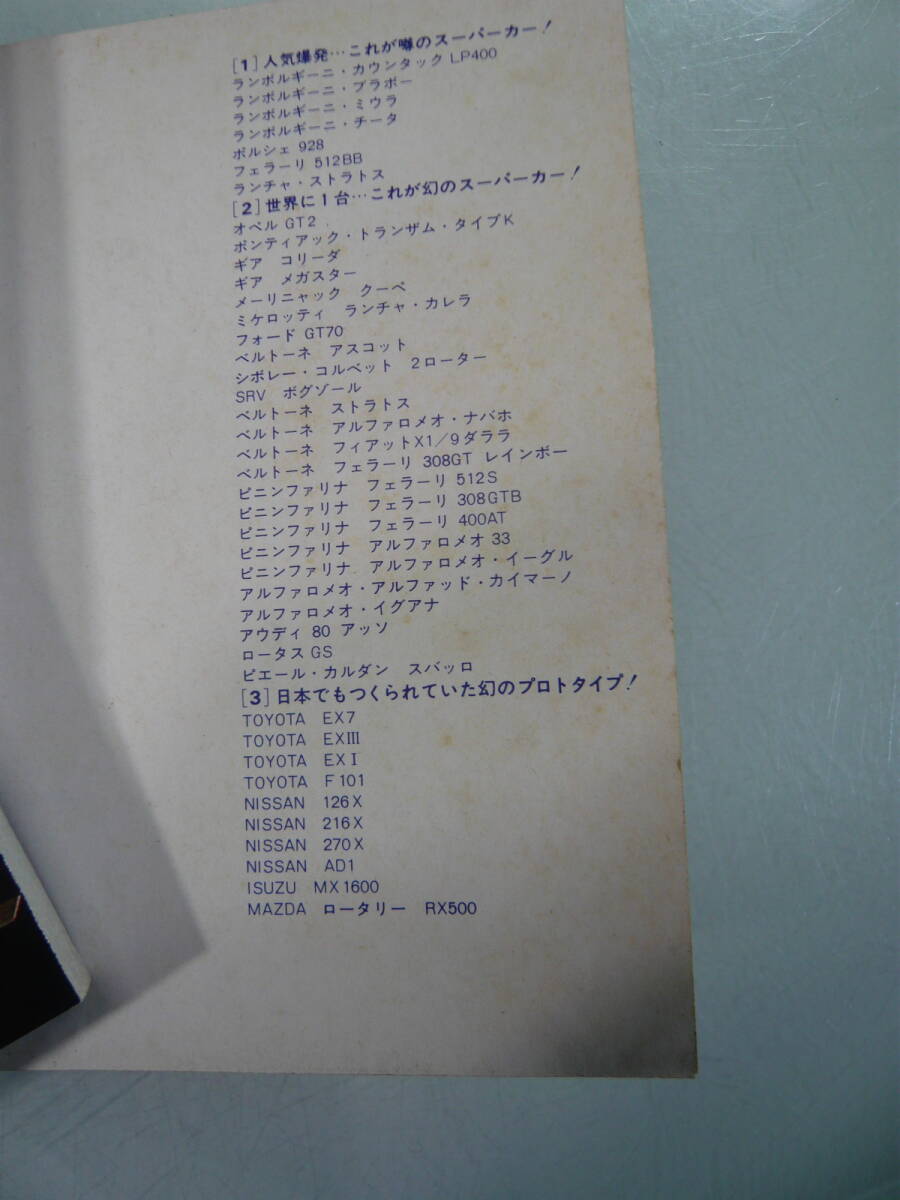 [1]人気爆発…これが噂のスーパーカー!
ランボルギーニ・カウンタックLP400
ランボルギーニ・ブラボー
ランボルギーニ・ミウラ
ランボルギーニ・チータ
ポルシェ 928
フェラーリ 512BB
ランチャ・ストラトス
[2]世界に1台…これが幻のスーパーカー!
オペル GT2
ポンティアック・トランザム・タイプK
ギア コリーダ
ギア メガスター
メーリニャック クーペ
ミケロッティ ランチャ・カレラ
フォード GT70
ベルトーネ アスコット
シボレー・コルベット 2ローター
SRV ボグゾール
ベルトーネ ストラトス
ベルトーネ アルファロメオ・ナバホ
ベルトーネ フィアットX1/9ダララ
ベルトーネ フェラーリ 308GT レインボー
ピニンファリナ フェラーリ 512S
ピニンファリナ フェラーリ 308GTB
ピニンファリナ フェラーリ 400AT
ピニンファリナ アルファロメオ 33
ピニンファリナ アルファロメオ・イーグル
アルファロメオ・アルファッド・カイマーノ
アルファロメオ・イグアナ
アウディ 80 アッソ
ロータスGS
ピエール・カルダン スバッロ
[3]日本でもつくられていた幻のプロトタイプ!
TOYOTA EX7
TOYOTA EXIII
TOYOTA EX I
TOYOTA F101
NISSAN 126X
NISSAN 216X
NISSAN 270X
NISSAN AD1
ISUZU MX1600
MAZDA ロータリー RX500